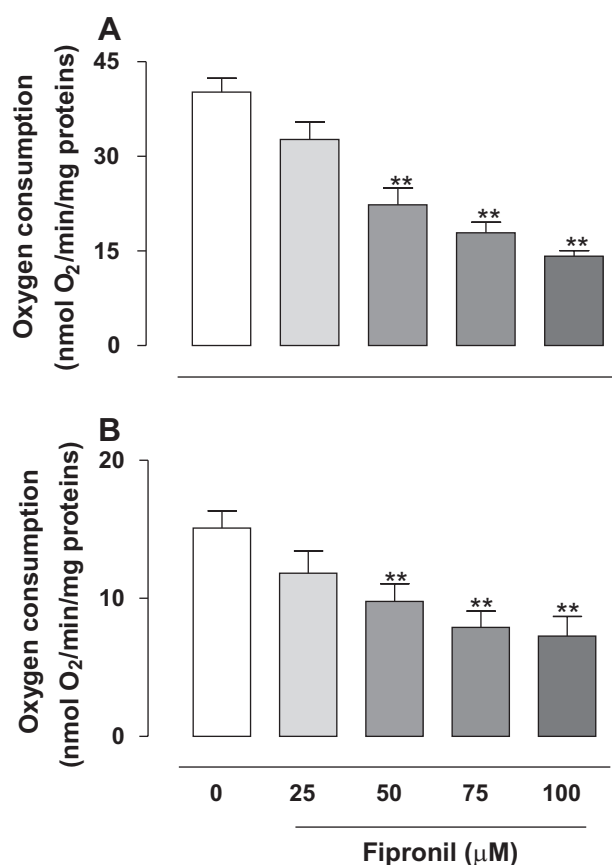 A
Oxygen consumption
(nmol O₂/min/mg proteins)
45
30
15
0
**
**
**
B
Oxygen consumption
(nmol O₂/min/mg proteins)
20
10
0
**
**
**
0 25 50 75 100
Fipronil (μM)